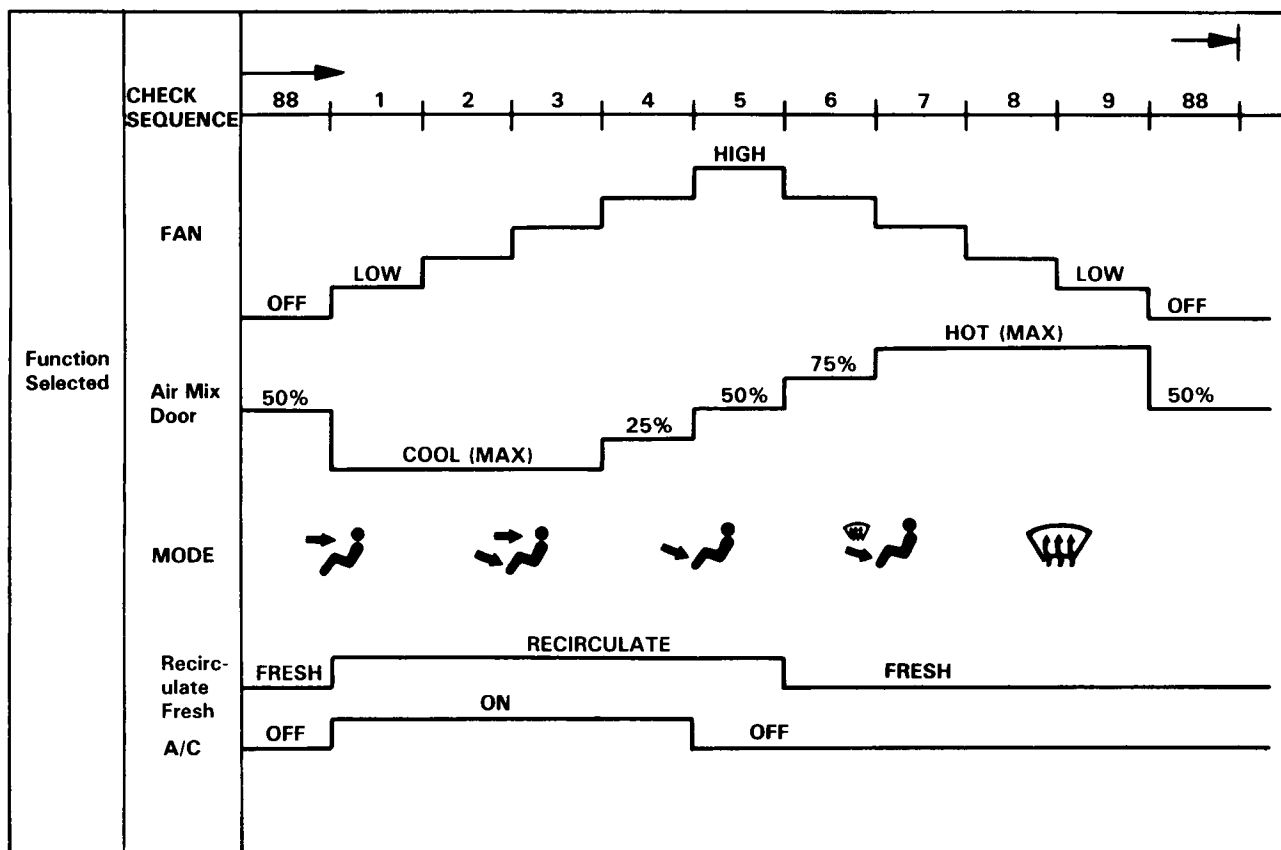 CHECK
SEQUENCE
88 1 2 3 4 5 6 7 8 9 88
HIGH
FAN
LOW LOW
OFF OFF
Function
Selected
HOT (MAX)
75%
Air Mix
Door
50% 50% 50%
25%
COOL (MAX)
MODE
RECIRCULATE
Recirc-
ulate
Fresh
FRESH FRESH
ON
A/C
OFF OFF